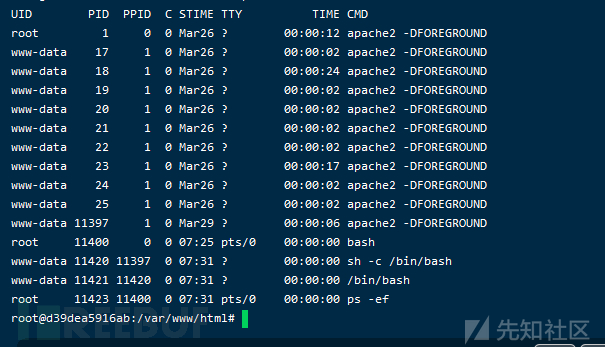 UID PID PPID C STIME TTY TIME CMD
root 1 0 0 Mar26 ? 00:00:12 apache2 -DFOREGROUND
www-data 17 1 0 Mar26 ? 00:00:02 apache2 -DFOREGROUND
www-data 18 1 0 Mar26 ? 00:00:24 apache2 -DFOREGROUND
www-data 19 1 0 Mar26 ? 00:00:02 apache2 -DFOREGROUND
www-data 20 1 0 Mar26 ? 00:00:02 apache2 -DFOREGROUND
www-data 21 1 0 Mar26 ? 00:00:02 apache2 -DFOREGROUND
www-data 22 1 0 Mar26 ? 00:00:02 apache2 -DFOREGROUND
www-data 23 1 0 Mar26 ? 00:00:17 apache2 -DFOREGROUND
www-data 24 1 0 Mar26 ? 00:00:02 apache2 -DFOREGROUND
www-data 25 1 0 Mar26 ? 00:00:02 apache2 -DFOREGROUND
www-data 11397 1 0 Mar29 ? 00:00:06 apache2 -DFOREGROUND
root 11400 0 0 07:25 pts/0 00:00:00 bash
www-data 11420 11397 0 07:31 ? 00:00:00 sh -c /bin/bash
www-data 11421 11420 0 07:31 ? 00:00:00 /bin/bash
root 11423 11400 0 07:31 pts/0 00:00:00 ps -ef
root@d39dea5916ab:/var/www/html#
FREEBUF
先知社区